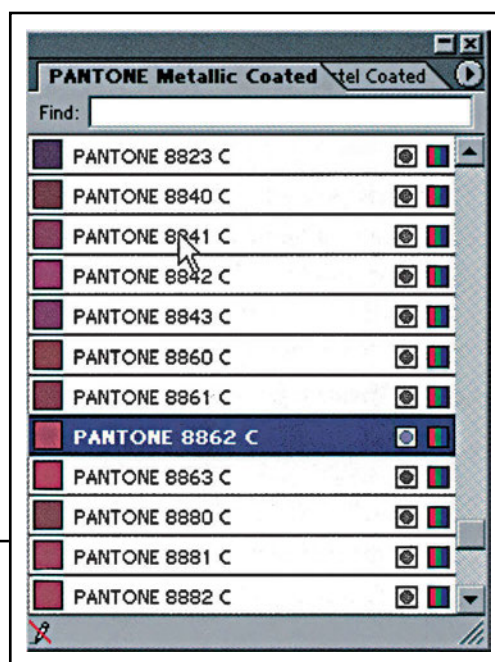 PANTONE Metallic Coated
tel Coated
Find:
PANTONE 8823 C
PANTONE 8840 C
PANTONE 8841 C
PANTONE 8842 C
PANTONE 8843 C
PANTONE 8860 C
PANTONE 8861 C
PANTONE 8862 C
PANTONE 8863 C
PANTONE 8880 C
PANTONE 8881 C
PANTONE 8882 C